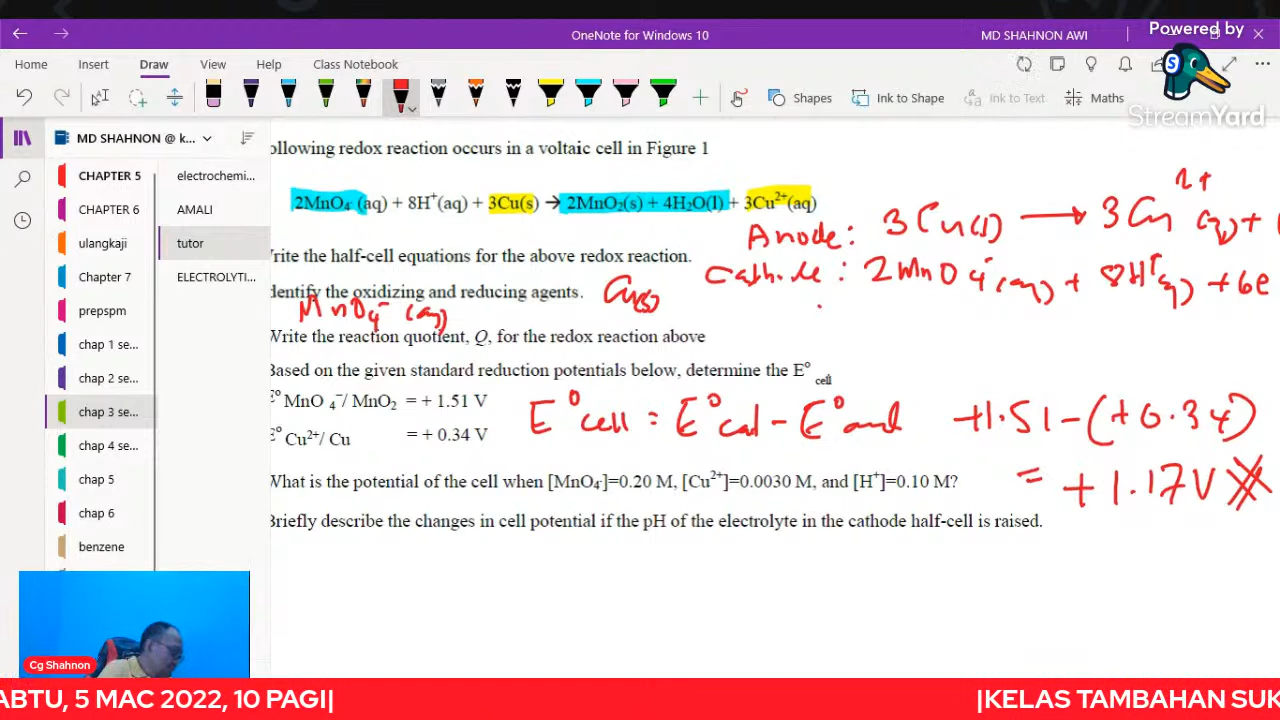 OneNote for Windows 10
MD SHAHNON AWI
Powered by
StreamYard
Home Insert Draw View Help Class Notebook
Shapes Ink to Shape Ink to Text Maths
MD SHAHNON @ k...
CHAPTER 5
CHAPTER 6
ulangkaji
Chapter 7
prepspm
chap 1 se...
chap 2 se...
chap 3 se...
chap 4 se...
chap 5
chap 6
benzene
electrochemi...
AMALI
tutor
ELECTROLYTI...
ollowing redox reaction occurs in a voltaic cell in Figure 1
2MnO₄⁻(aq) + 8H⁺(aq) + 3Cu(s) → 2MnO₂(s) + 4H₂O(l) + 3Cu²⁺(aq)
Anode: 3Cu(s) → 3Cu²⁺(aq) +
rite the half-cell equations for the above redox reaction.
Cathode: 2MnO₄⁻(aq) + 8H⁺(aq) + 6e
dentify the oxidizing and reducing agents. Cu(s)
MnO₄⁻(aq)
Write the reaction quotient, Q, for the redox reaction above
Based on the given standard reduction potentials below, determine the E°cell
E° MnO₄⁻/ MnO₂ = + 1.51 V
E° Cu²⁺/ Cu = + 0.34 V
E°cell = E°cat - E°anod +1.51 - (+0.34)
= +1.17V
What is the potential of the cell when [MnO₄⁻]=0.20 M, [Cu²⁺]=0.0030 M, and [H⁺]=0.10 M?
Briefly describe the changes in cell potential if the pH of the electrolyte in the cathode half-cell is raised.
Cg Shahnon
ABTU, 5 MAC 2022, 10 PAGI||
|KELAS TAMBAHAN SUK